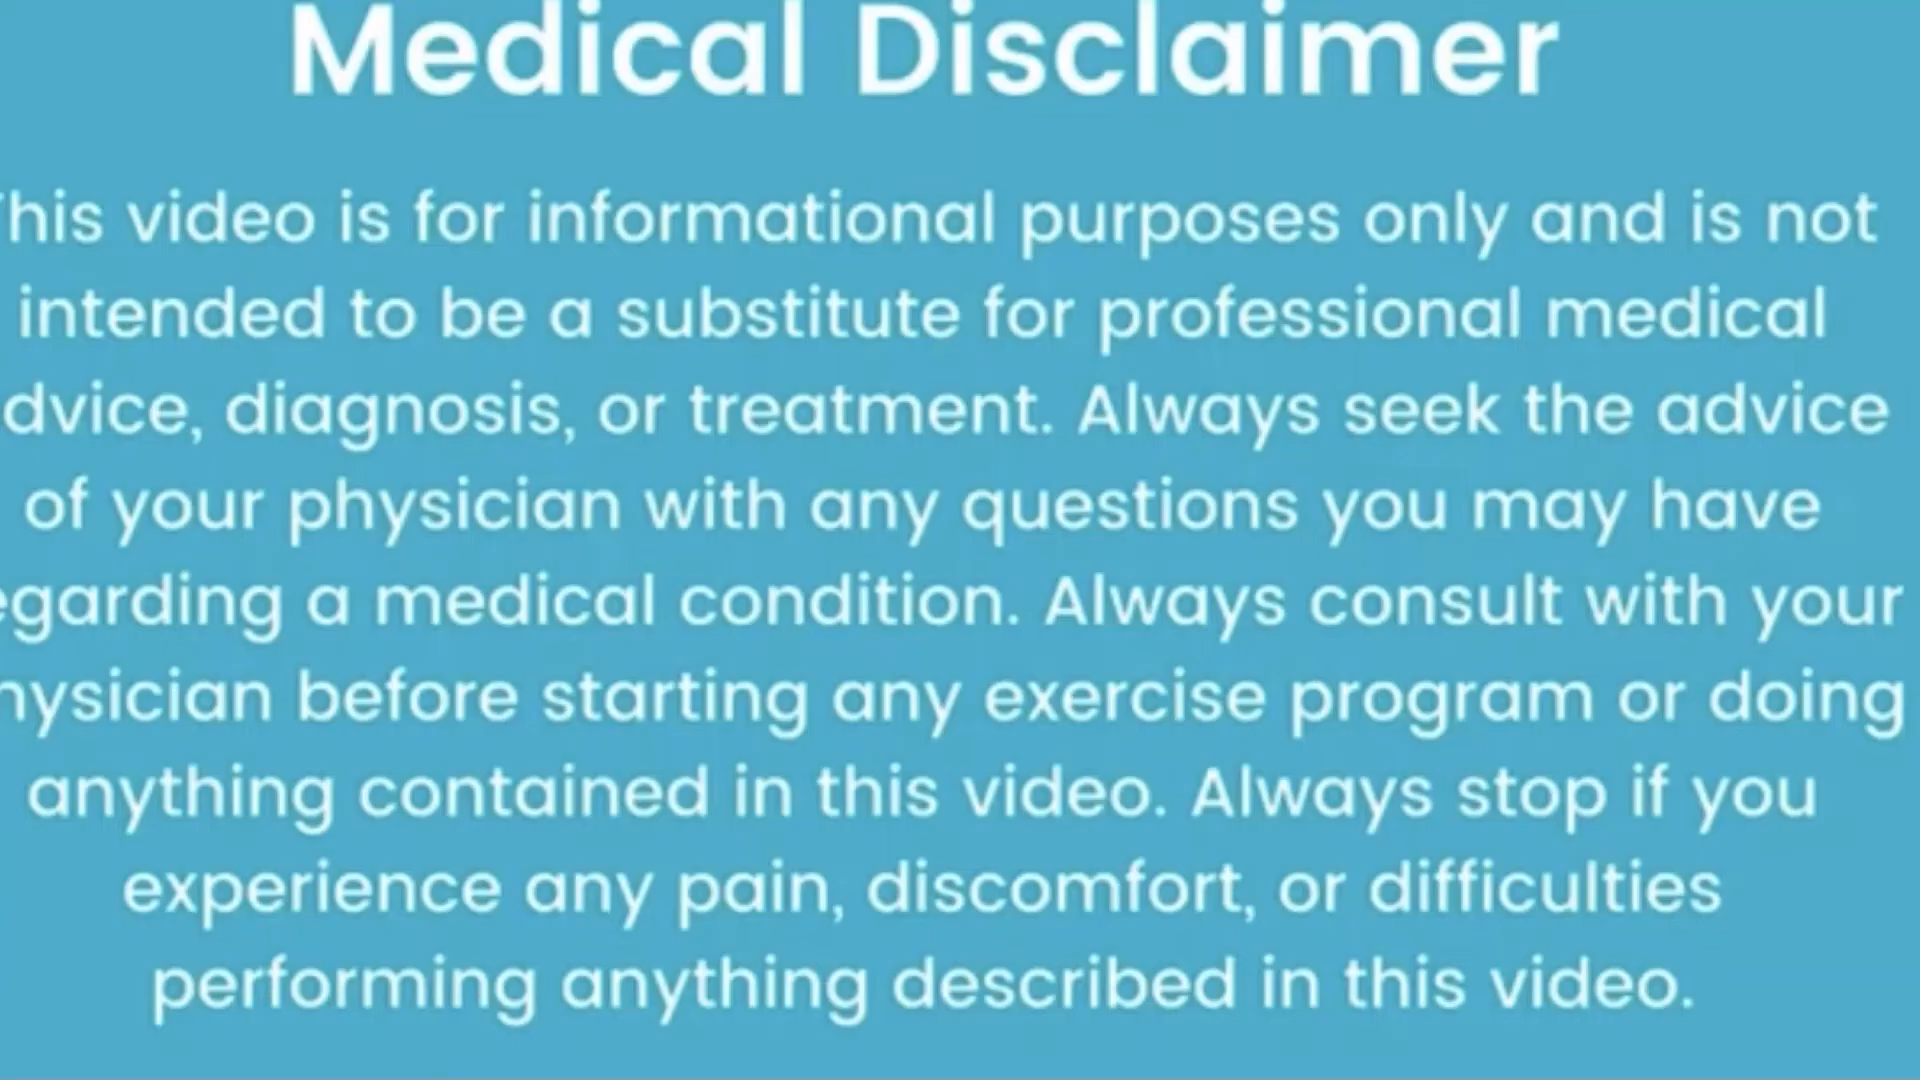 Medical Disclaimer
This video is for informational purposes only and is not
intended to be a substitute for professional medical
dvice, diagnosis, or treatment. Always seek the advice
of your physician with any questions you may have
egarding a medical condition. Always consult with your
hysician before starting any exercise program or doing
anything contained in this video. Always stop if you
experience any pain, discomfort, or difficulties
performing anything described in this video.